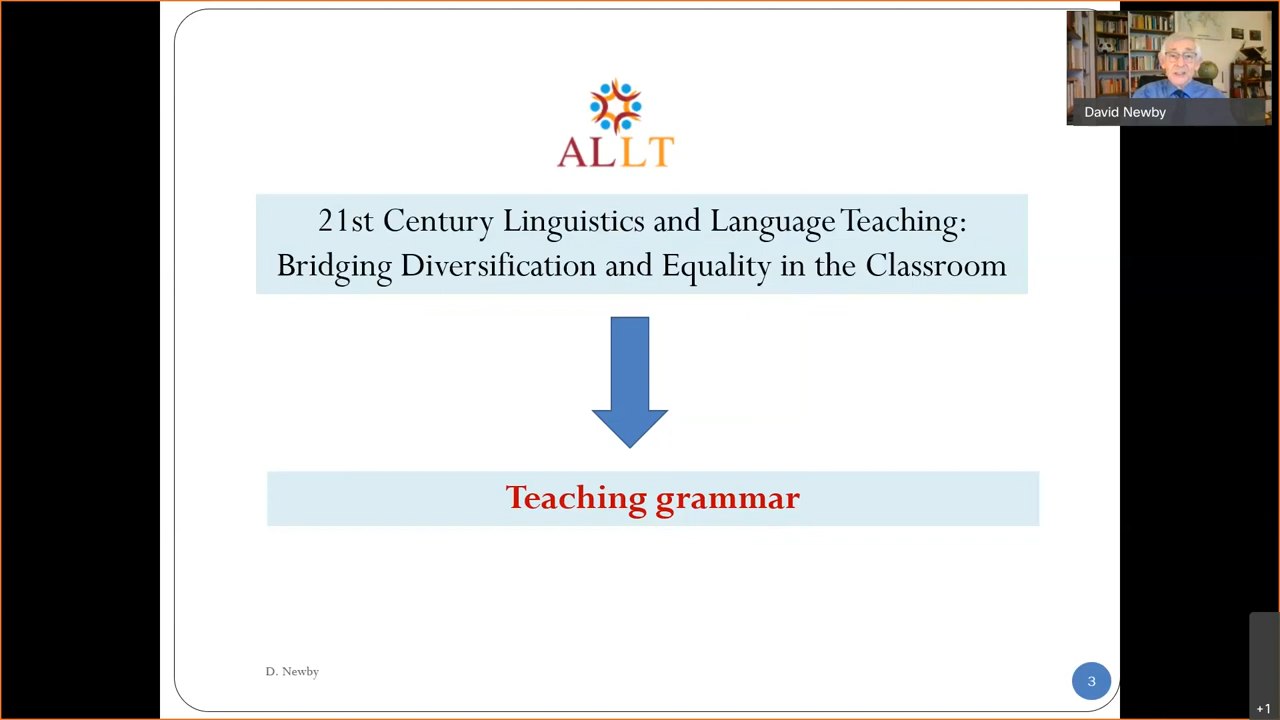 David Newby
ALLT
21st Century Linguistics and Language Teaching:
Bridging Diversification and Equality in the Classroom
Teaching grammar
D. Newby
3
+1